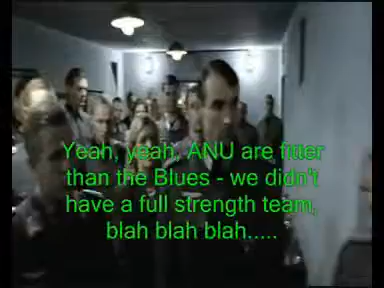 Yeah, yeah, ANU are fitter
than the Blues - we didn't
have a full strength team,
blah blah blah.....